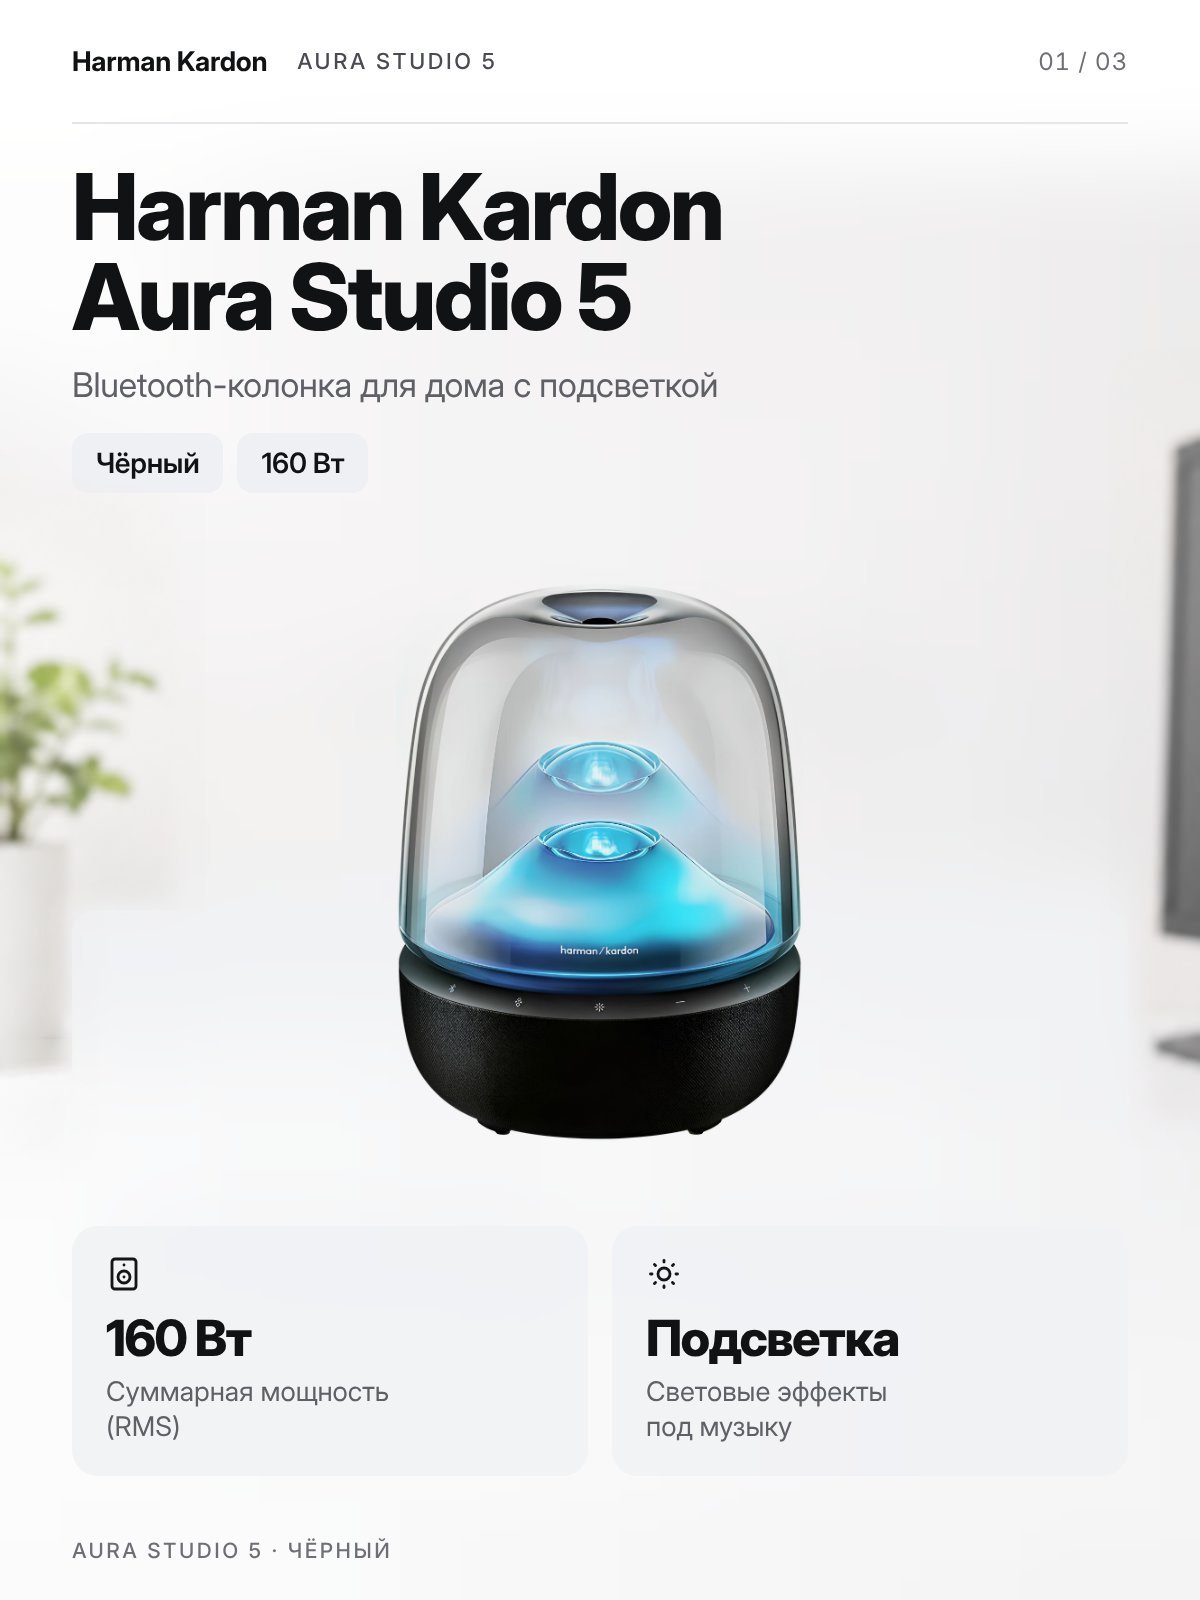 Harman Kardon AURA STUDIO 5 01 / 03
Harman Kardon
Aura Studio 5
Bluetooth-колонка для дома с подсветкой
Чёрный 160 Вт
harman/kardon
160 Вт
Суммарная мощность
(RMS)
Подсветка
Световые эффекты
под музыку
AURA STUDIO 5 · ЧЁРНЫЙ